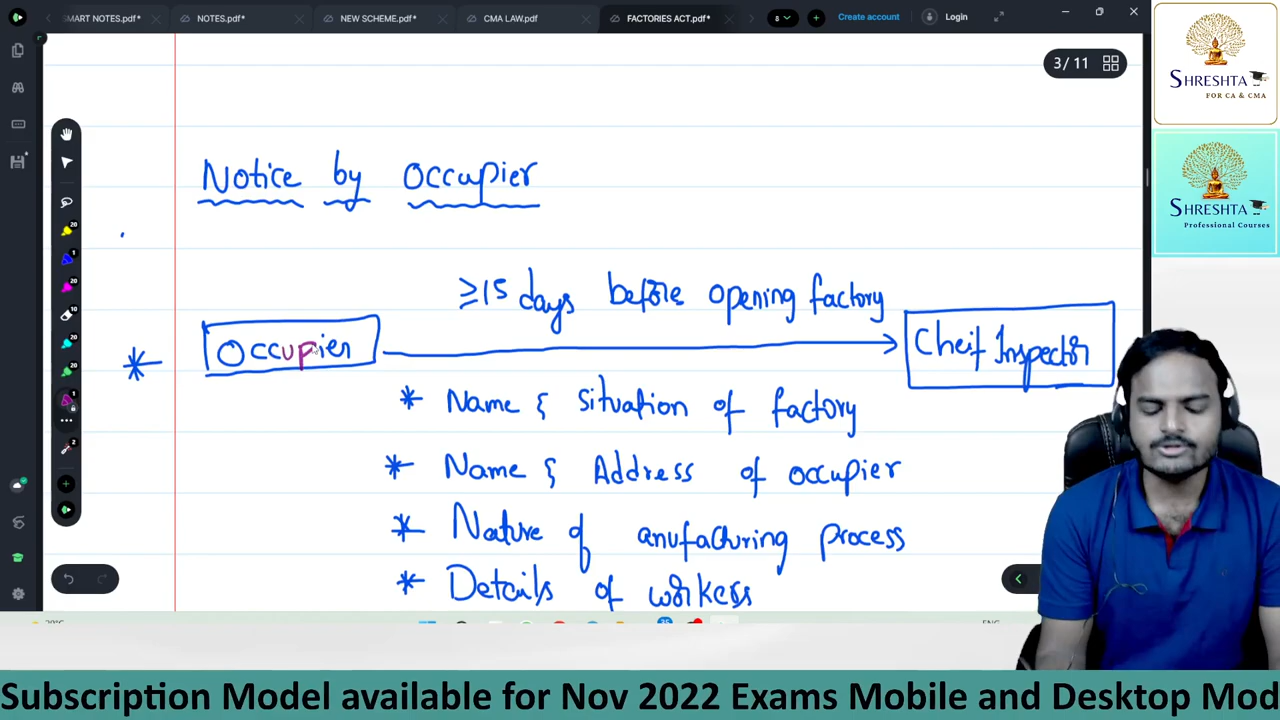 SMART NOTES.pdf* NOTES.pdf* NEW SCHEME.pdf* CMA LAW.pdf FACTORIES ACT.pdf* 8 Create account Login
3 / 11
SHRESHTA
FOR CA & CMA
SHRESHTA
Professional Courses
Notice by Occupier
≥15 days before opening factory
* Occupier
Cheif Inspector
* Name & Situation of factory
* Name & Address of occupier
* Nature of anufacturing process
* Details of workers
Subscription Model available for Nov 2022 Exams Mobile and Desktop Mod